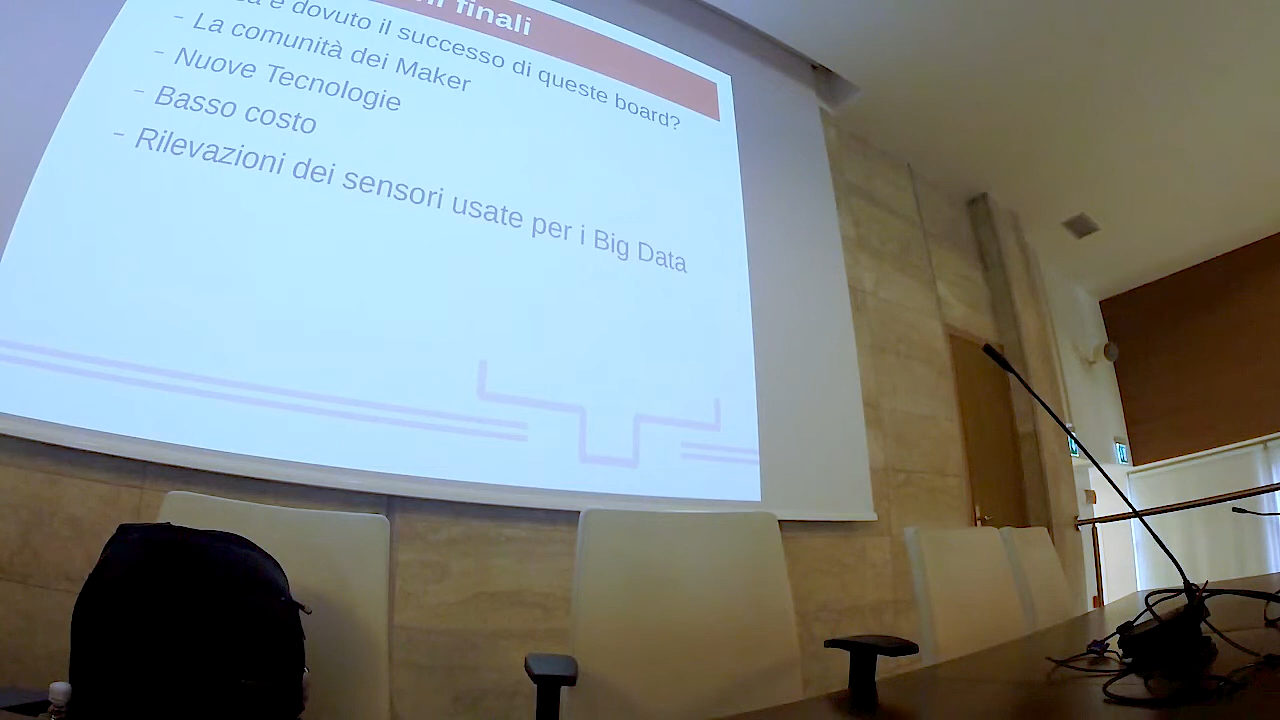 finali
è dovuto il successo di queste board?
- La comunità dei Maker
- Nuove Tecnologie
- Basso costo
- Rilevazioni dei sensori usate per i Big Data